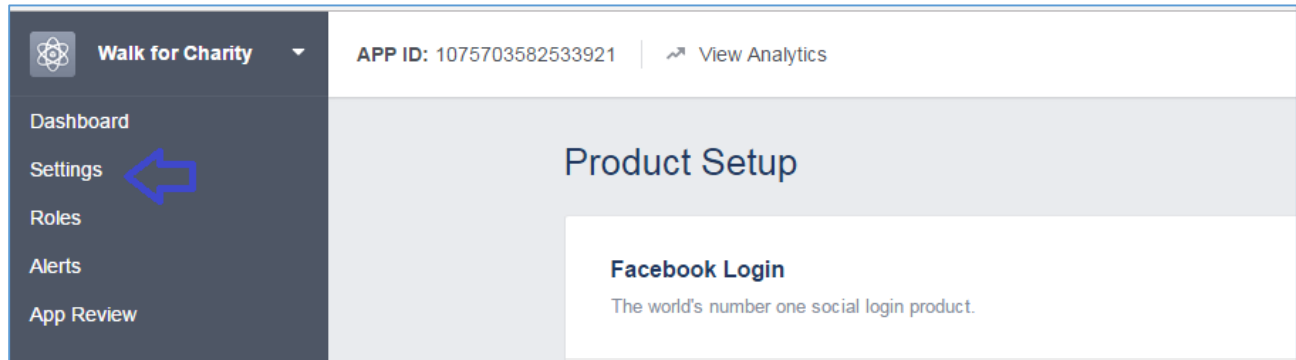 Walk for Charity
APP ID: 1075703582533921
View Analytics
Dashboard
Settings
Roles
Alerts
App Review
Product Setup
Facebook Login
The world's number one social login product.